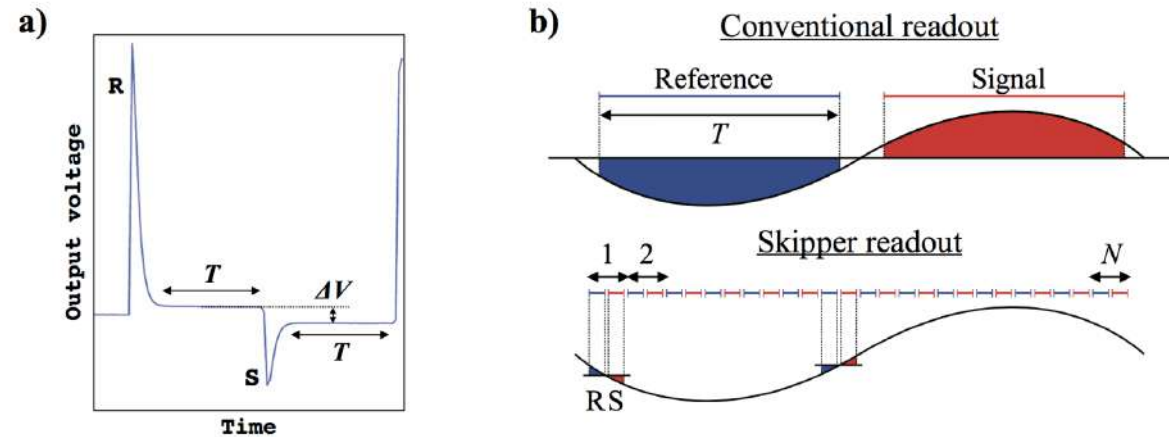 a)
R
T
ΔV
T
S
Output voltage
Time
b)
Conventional readout
Reference
Signal
T
Skipper readout
1
2
N
R S